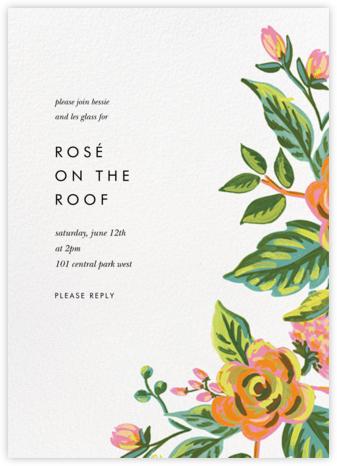 please join bessie
and les glass for
ROSÉ
ON THE
ROOF
saturday, june 12th
at 2pm
101 central park west
PLEASE REPLY